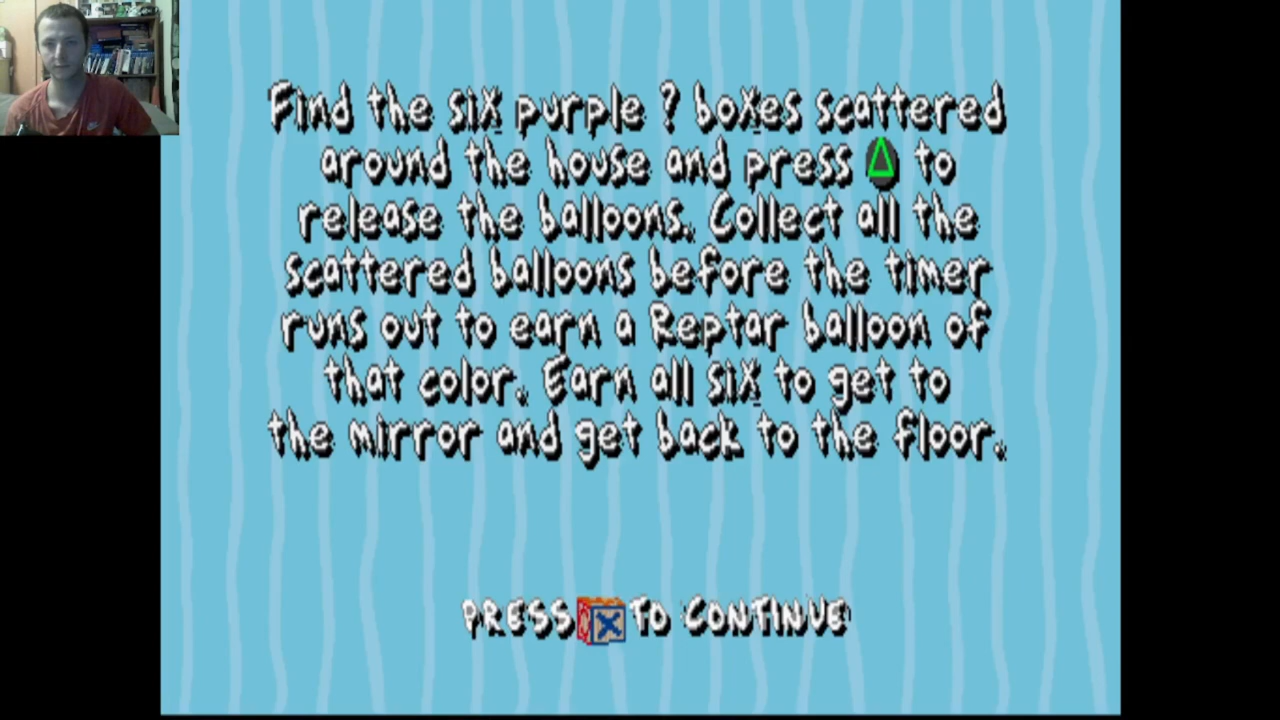 Find the six purple ? boxes scattered
around the house and press △ to
release the balloons. Collect all the
scattered balloons before the timer
runs out to earn a Reptar balloon of
that color. Earn all six to get to
the mirror and get back to the floor.
PRESS X TO CONTINUE